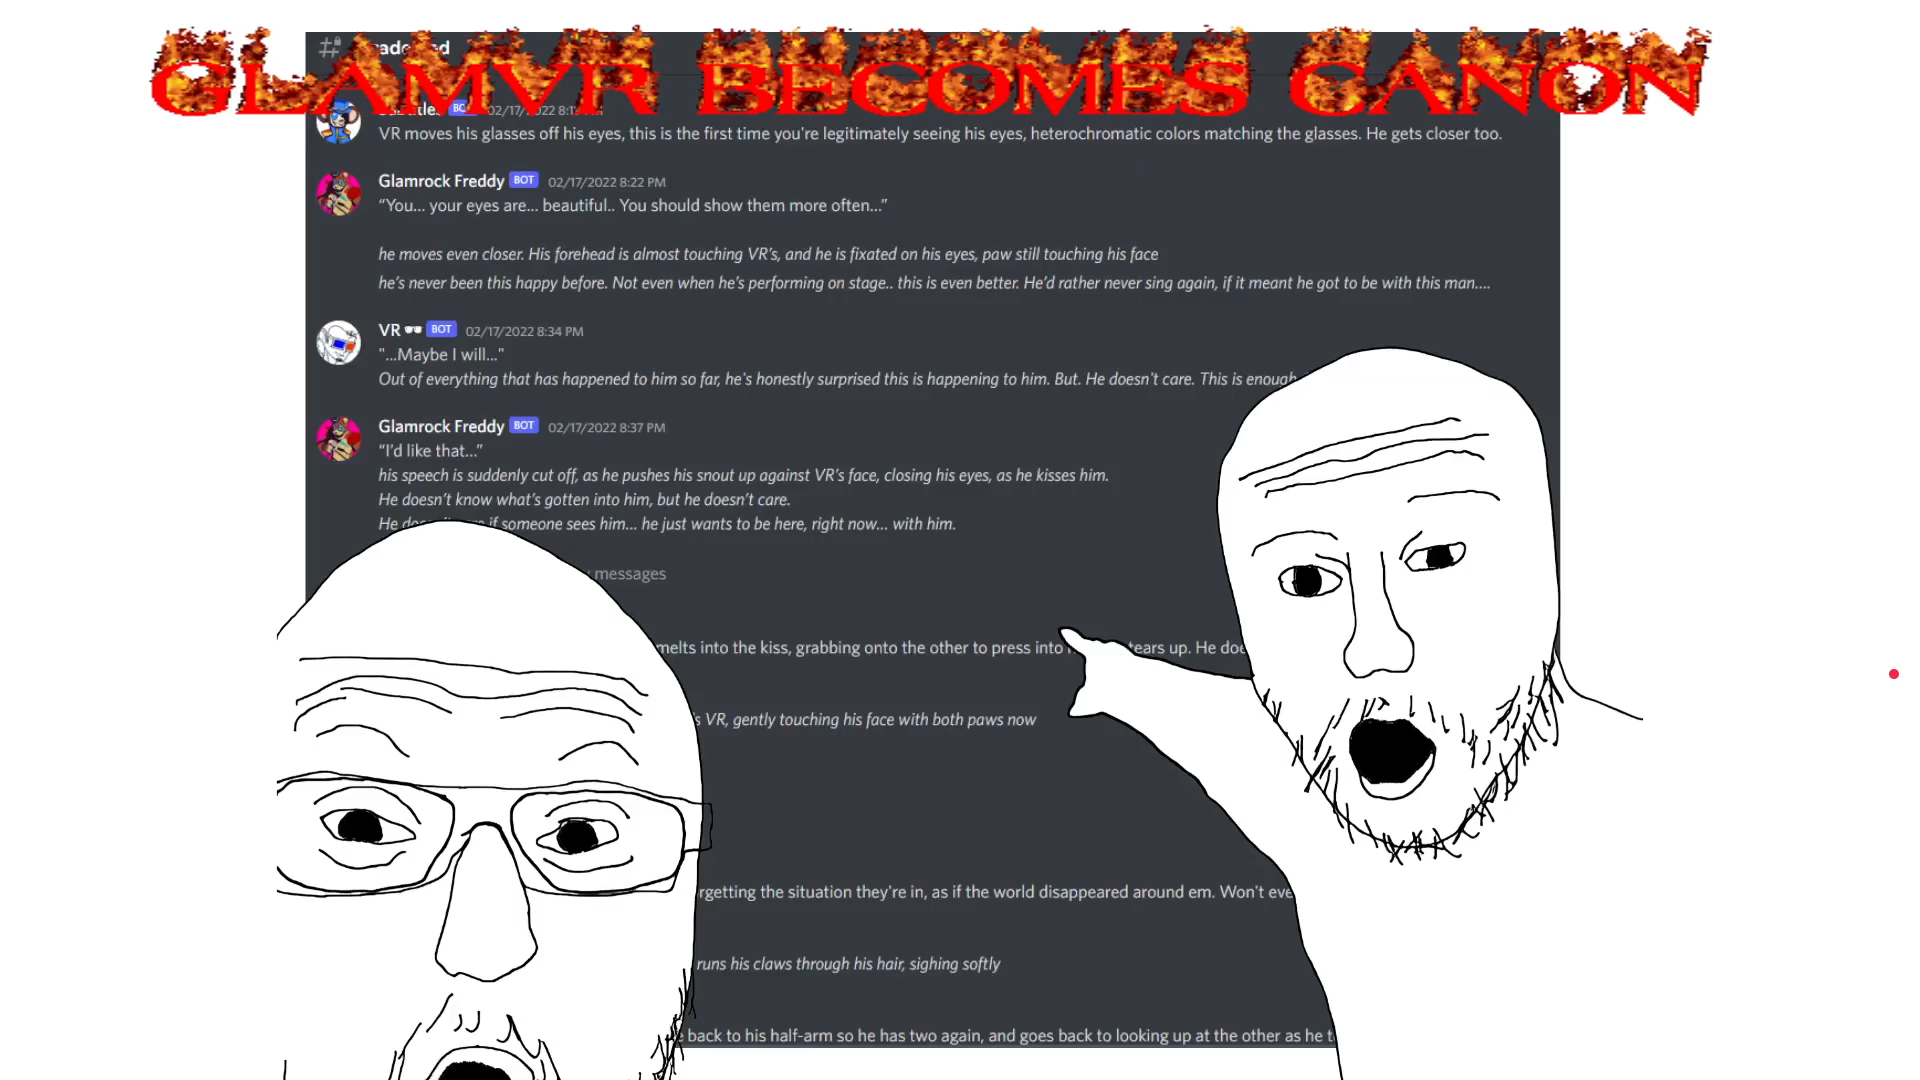 GLAMVR BECOMES CANON
BOT 02/17/2022
VR moves his glasses off his eyes, this is the first time you're legitimately seeing his eyes, heterochromatic colors matching the glasses. He gets closer too.
Glamrock Freddy BOT 02/17/2022 8:22 PM
“You... your eyes are... beautiful.. You should show them more often...”
he moves even closer. His forehead is almost touching VR’s, and he is fixated on his eyes, paw still touching his face
he’s never been this happy before. Not even when he’s performing on stage.. this is even better. He’d rather never sing again, if it meant he got to be with this man....
VR 🕶️ BOT 02/17/2022 8:34 PM
"...Maybe I will..."
Out of everything that has happened to him so far, he's honestly surprised this is happening to him. But. He doesn't care. This is enough
Glamrock Freddy BOT 02/17/2022 8:37 PM
“I’d like that...”
his speech is suddenly cut off, as he pushes his snout up against VR’s face, closing his eyes, as he kisses him.
He doesn’t know what’s gotten into him, but he doesn’t care.
He if someone sees him... he just wants to be here, right now... with him.
messages
melts into the kiss, grabbing onto the other to press into tears up. He
VR, gently touching his face with both paws now
the situation they're in, as if the world disappeared around em. Won't
runs his claws through his hair, sighing softly
back to his half-arm so he has two again, and goes back to looking up at the other as he